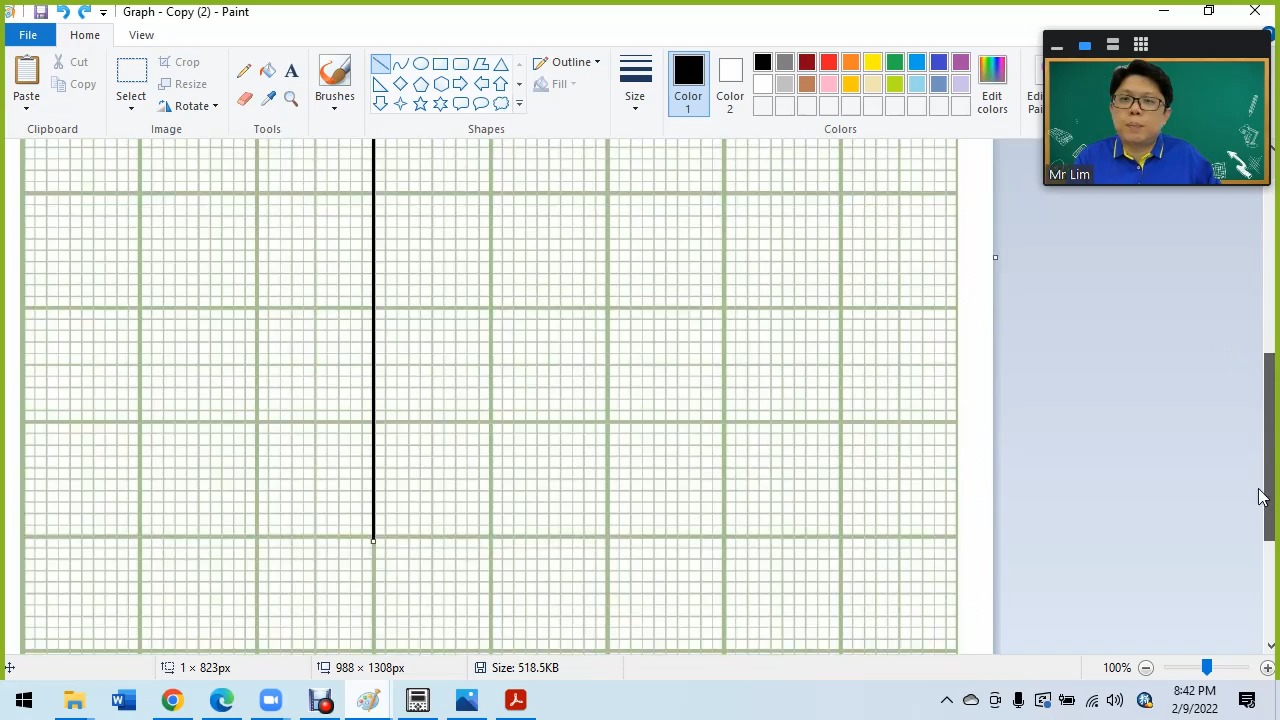 Graph - Copy (2) - Paint
File Home View
Paste Cut Copy Clipboard
Select Crop Resize Rotate Image
A Tools
Brushes
Outline Fill Shapes
Size
Color 1 Color 2 Edit colors Colors
Edi Pai
Mr Lim
1 × 823px 988 × 1308px Size: 518.5KB 100%
8:42 PM
2/9/2022